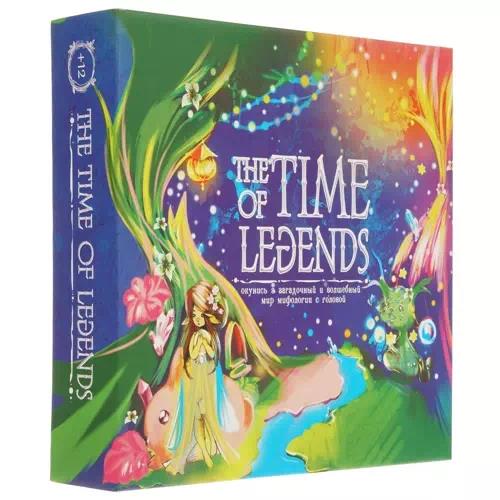 +12
THE TIME OF LEGENDS
THE TIME
OF LEGENDS
окунись в загадочный и волшебный
мир мифологии с головой